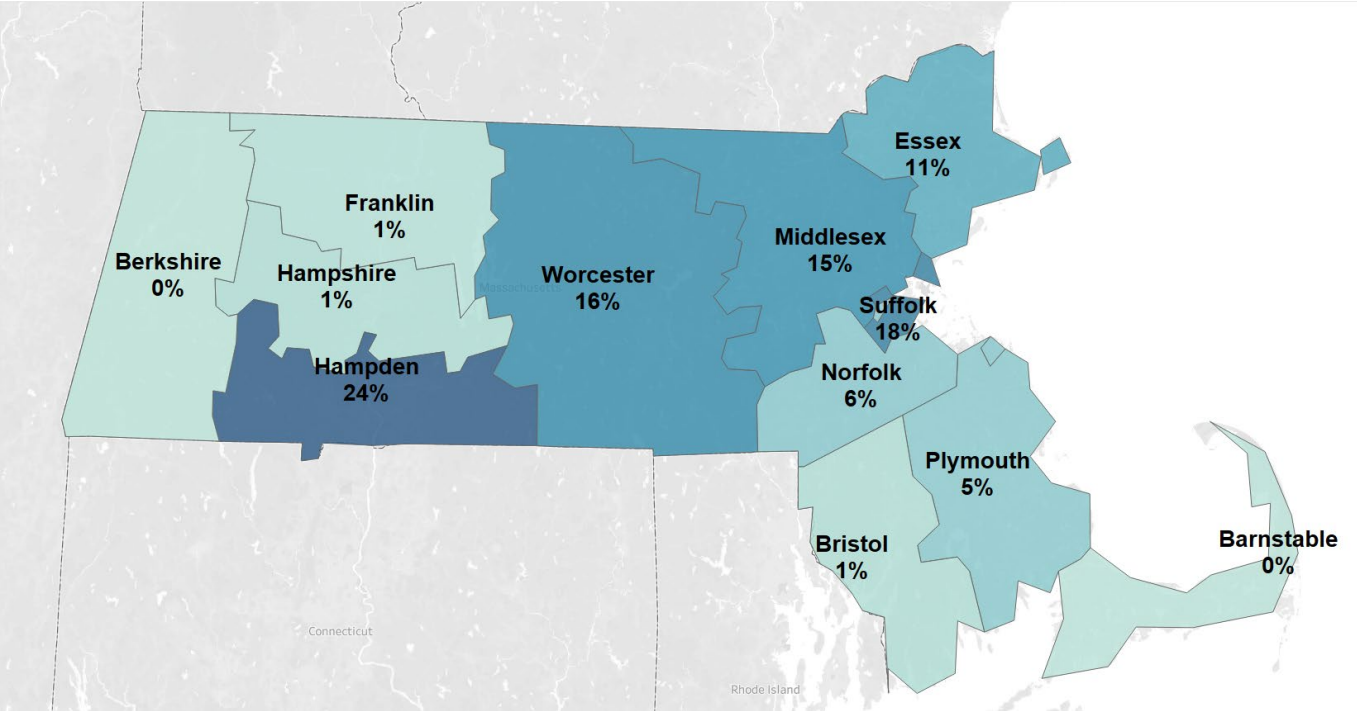 Essex
11%
Franklin
1%
Middlesex
15%
Berkshire
0%
Hampshire
1%
Worcester
16%
Massachusetts
Suffolk
18%
Hampden
24%
Norfolk
6%
Plymouth
5%
Bristol
1%
Barnstable
0%
Connecticut
Rhode Island